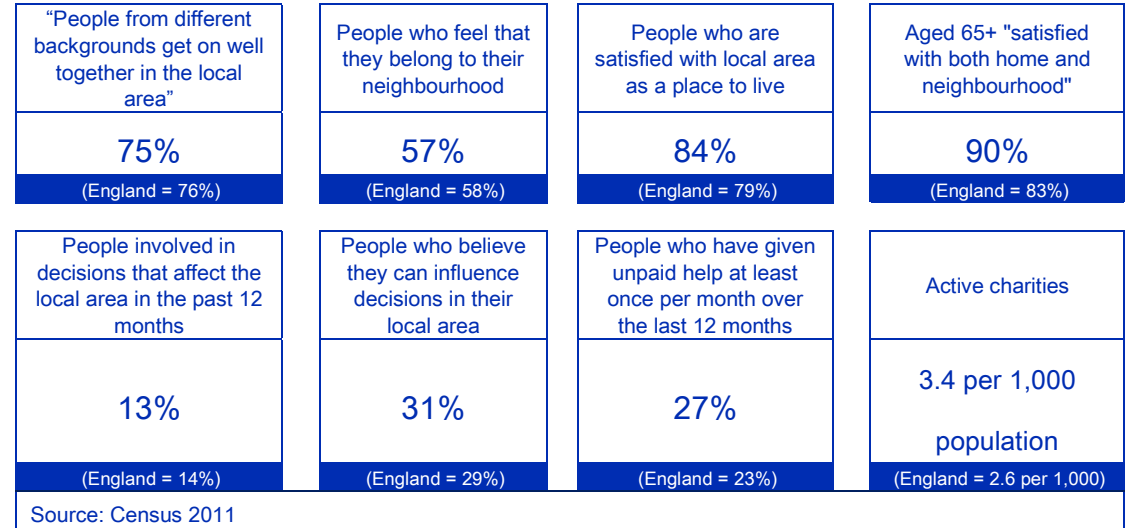 “People from different
backgrounds get on well
together in the local
area”
75%
(England = 76%)
People who feel that
they belong to their
neighbourhood
57%
(England = 58%)
People who are
satisfied with local area
as a place to live
84%
(England = 79%)
Aged 65+ "satisfied
with both home and
neighbourhood"
90%
(England = 83%)
People involved in
decisions that affect the
local area in the past 12
months
13%
(England = 14%)
People who believe
they can influence
decisions in their
local area
31%
(England = 29%)
People who have given
unpaid help at least
once per month over
the last 12 months
27%
(England = 23%)
Active charities
3.4 per 1,000
population
(England = 2.6 per 1,000)
Source: Census 2011